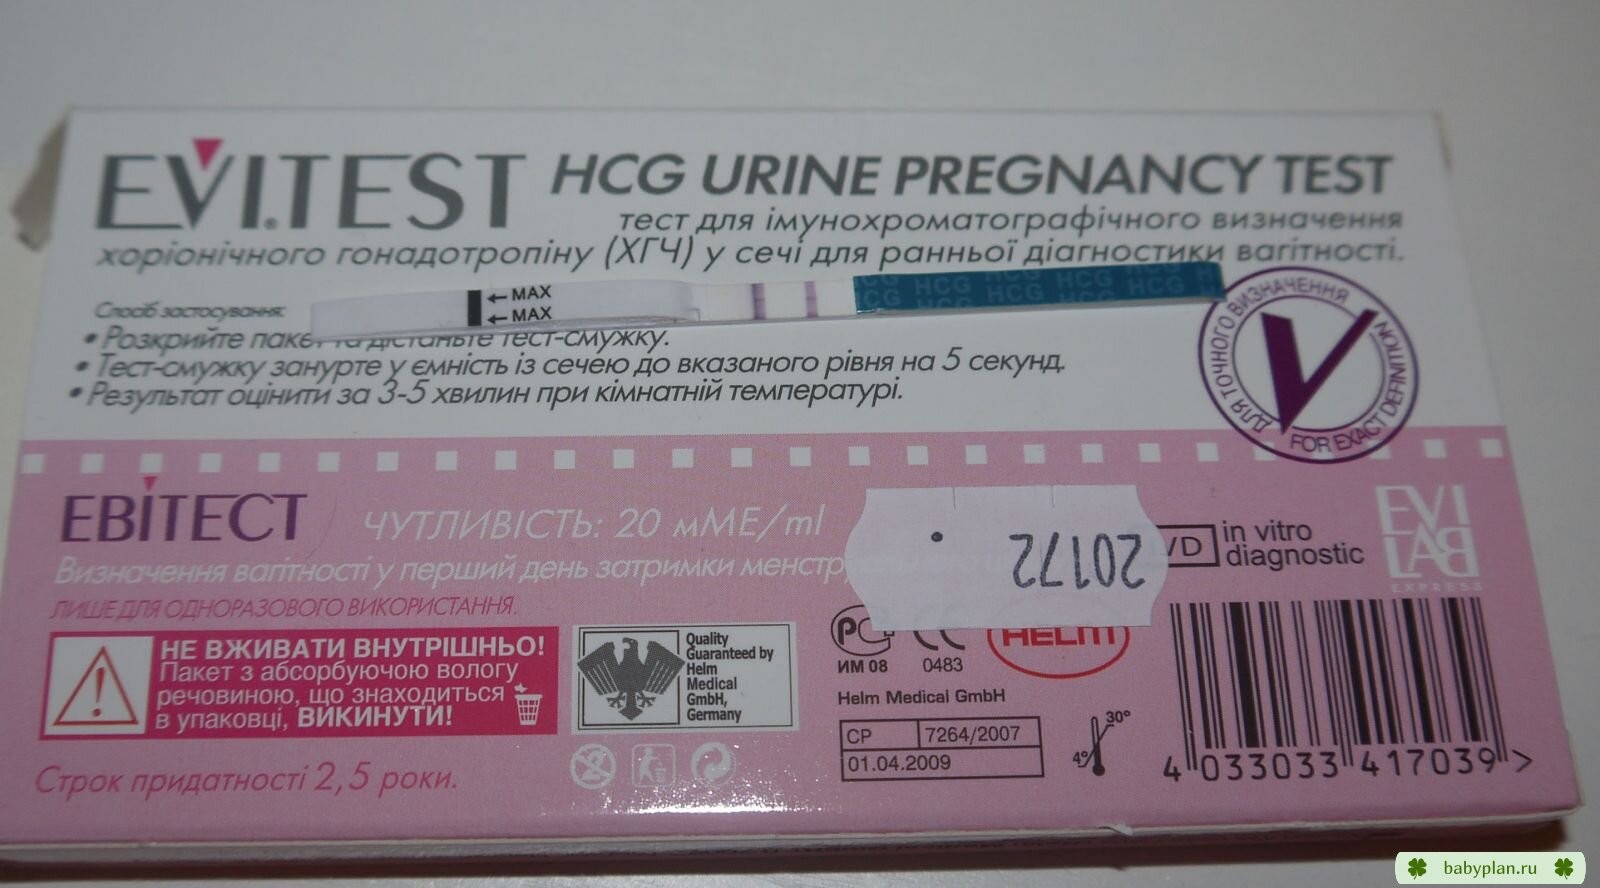 EVITEST HCG URINE PREGNANCY TEST
тест для імунохроматографічного визначення
хоріонічного гонадотропіну (ХГЧ) у сечі для ранньої діагностики вагітності.
Спосіб застосування:
← MAX
← MAX
HCG HCG HCG HCG
• Розкрийте та дістаньте тест-смужку.
• Тест-смужку занурте у ємність із сечею до вказаного рівня на 5 секунд.
• Результат оцінити за 3-5 хвилин при кімнатній температурі.
ДЛЯ ТОЧНОГО ВИЗНАЧЕННЯ
FOR EXACT DEFINITION
ЕВІТЕСТ
ЧУТЛИВІСТЬ: 20 мМЕ/ml
Визначення вагітності у перший день затримки
ЛИШЕ ДЛЯ ОДНОРАЗОВОГО ВИКОРИСТАННЯ.
20172
in vitro
diagnostic
EVI
LAB
EXPRESS
НЕ ВЖИВАТИ ВНУТРІШНЬО!
Пакет з абсорбуючою вологу
речовиною, що знаходиться
в упаковці, ВИКИНУТИ!
Quality
Guaranteed by
Helm
Medical
GmbH,
Germany
ИМ 08
0483
HELM
Helm Medical GmbH
СР 7264/2007
01.04.2009
30°
4°
4 033033 417039 >
Строк придатності 2,5 роки.
babyplan.ru